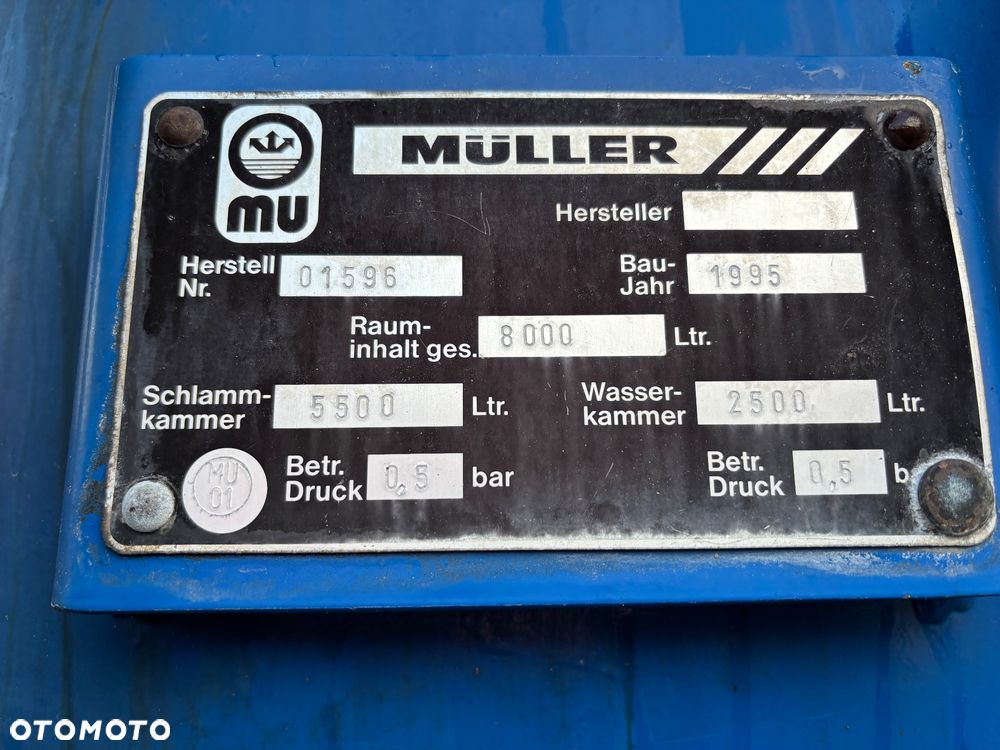 MÜLLER
MU
Hersteller
Herstell Nr. 01596
Bau-Jahr 1995
Raum-
inhalt ges. 8000 Ltr.
Schlamm-
kammer 5500 Ltr.
Wasser-
kammer 2500 Ltr.
MU
01
Betr.
Druck 0,5 bar
Betr.
Druck 0,5 b
OTOMOTO